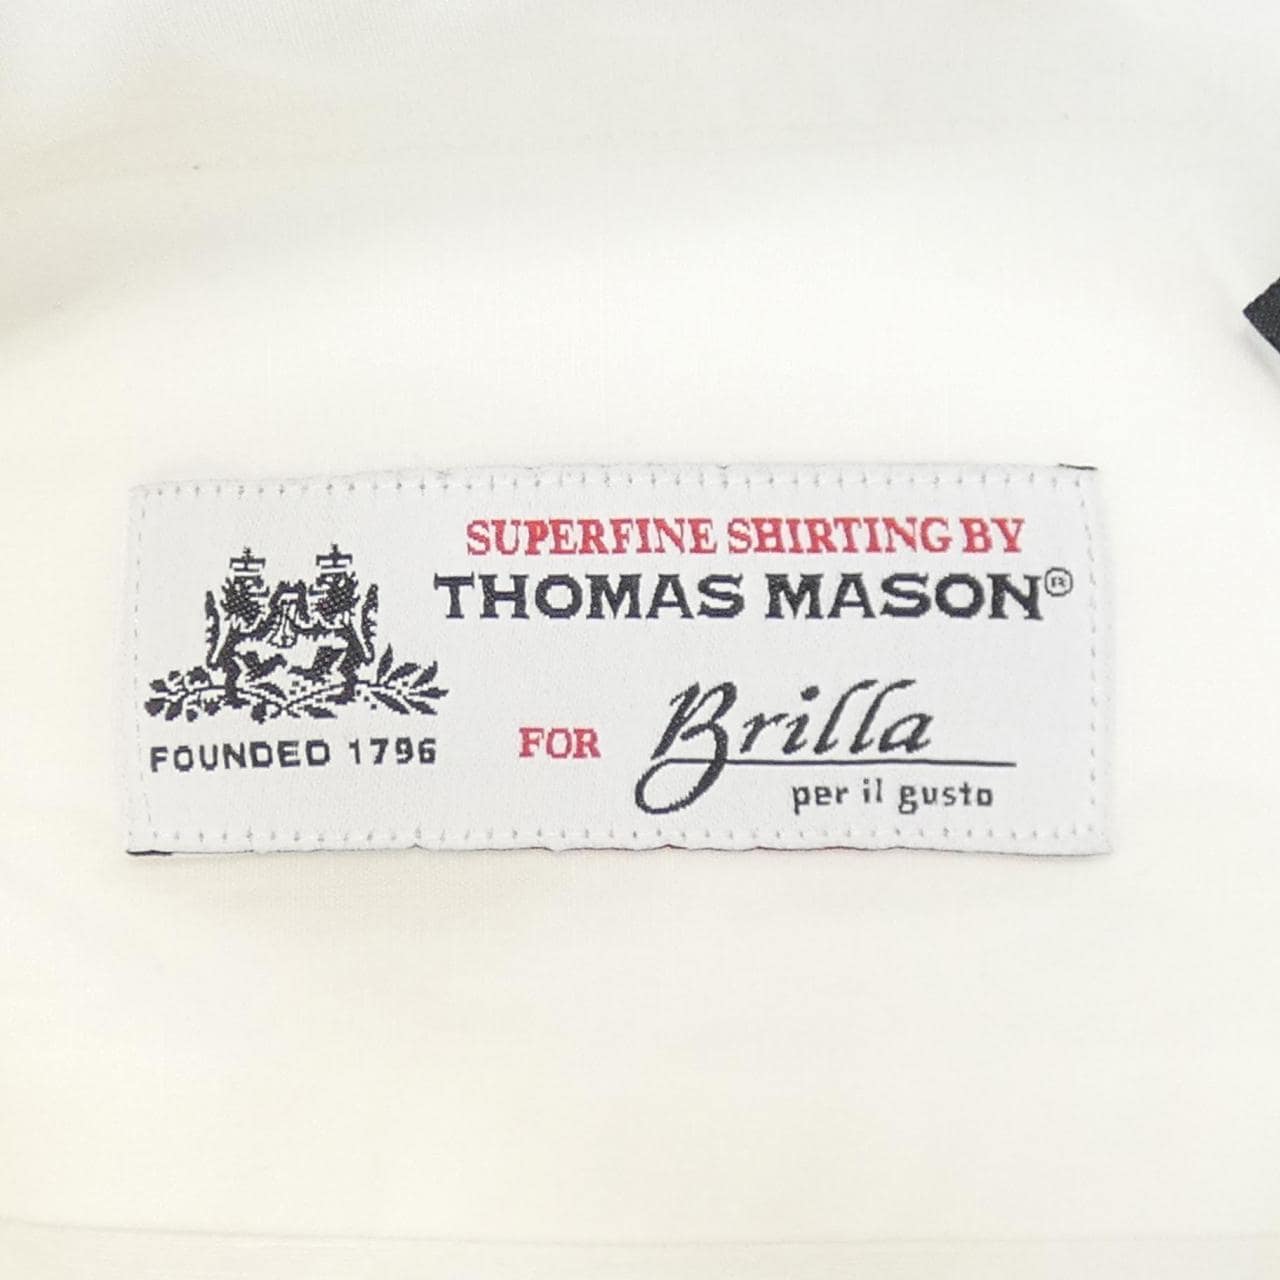 SUPERFINE SHIRTING BY
THOMAS MASON®
FOUNDED 1796
FOR Brilla
per il gusto